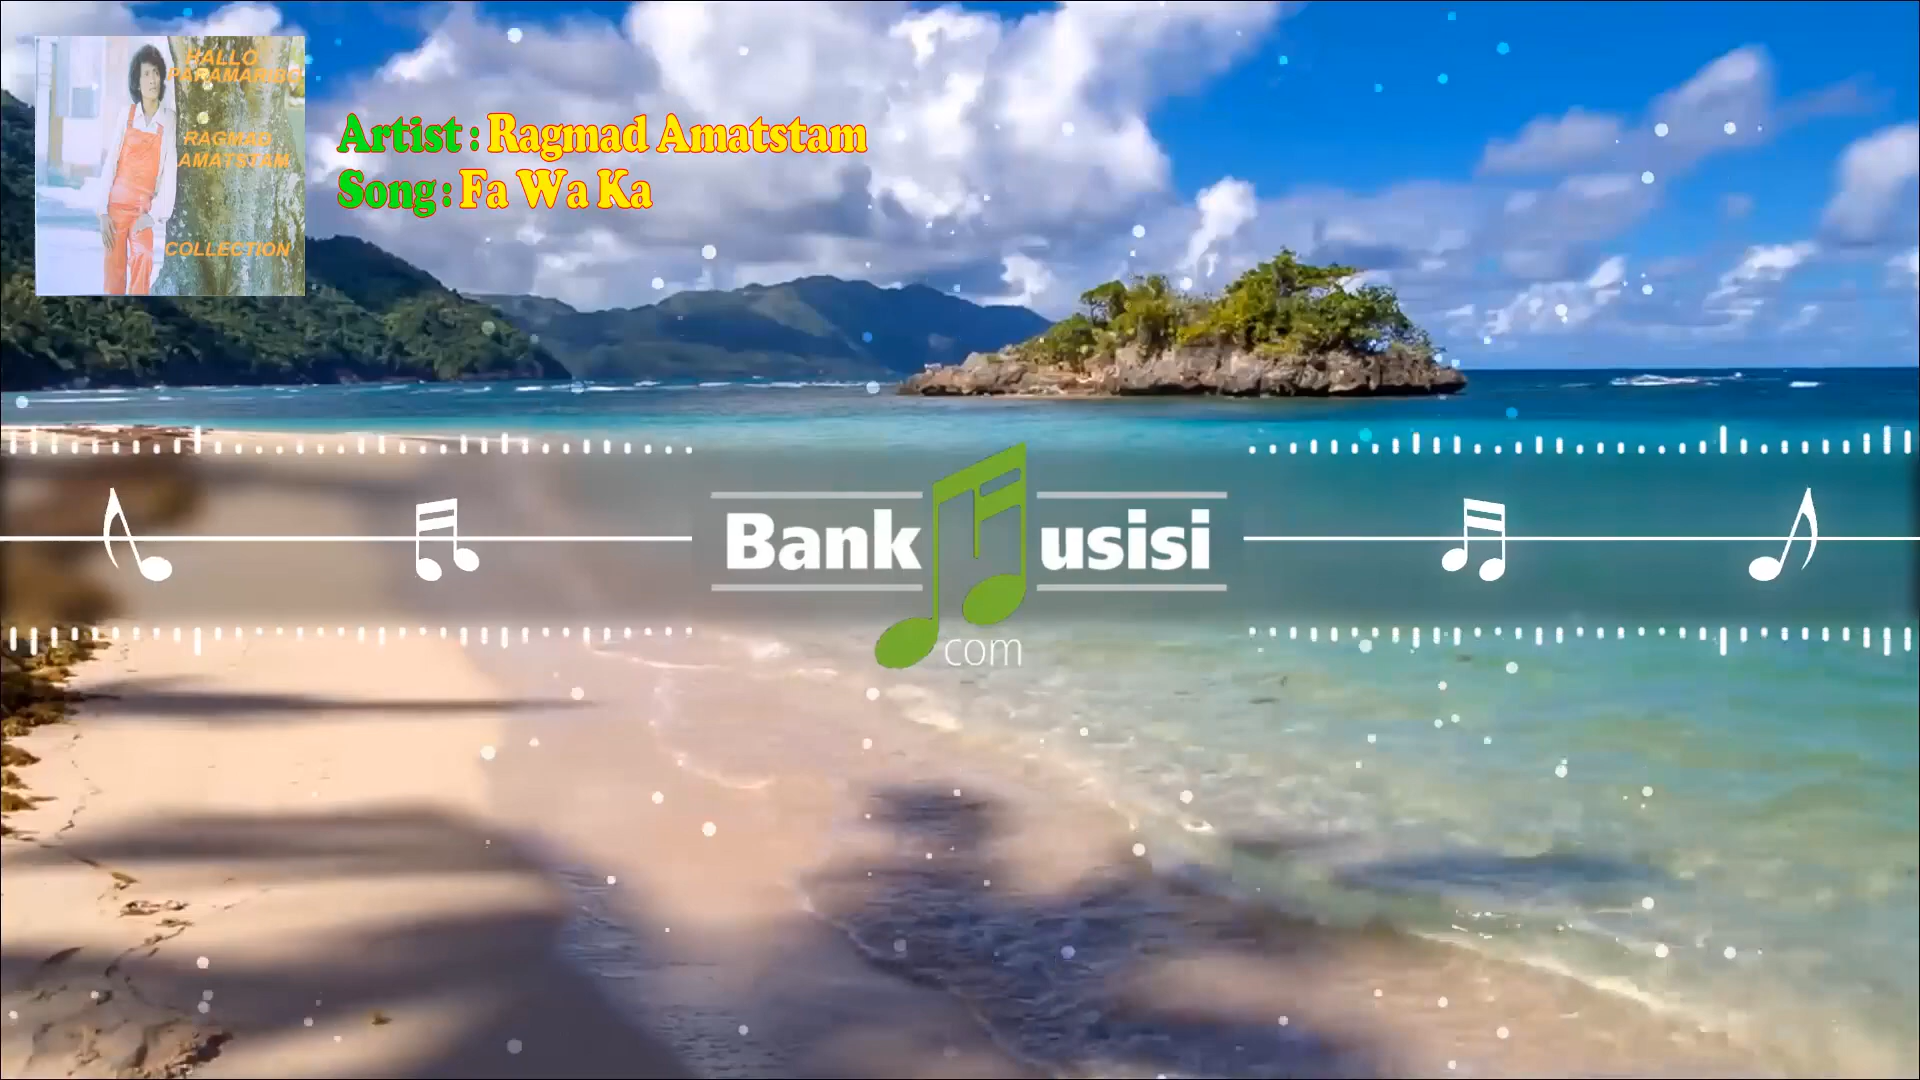 HALLO
PARAMARIBO
RAGMAD
AMATSTAM
COLLECTION
Artist : Ragmad Amatstam
Song : Fa Wa Ka
Bank usisi
com